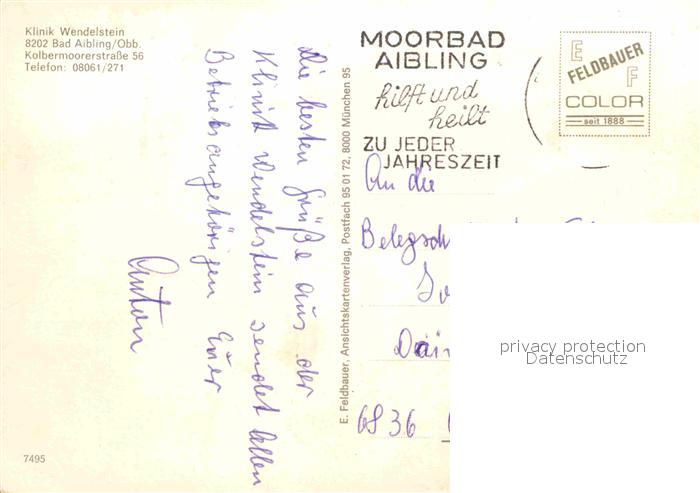 Klinik Wendelstein
8202 Bad Aibling/Obb.
Kolbermoorerstraße 56
Telefon: 08061/271
Die besten Grüße aus der
Klinik Wendelstein sendet Allen
Betriebsangehörigen Euer
Anton
7495
E. Feldbauer, Ansichtskartenverlag, Postfach 95 01 72, 8000 München 95
MOORBAD
AIBLING
hilft und
heilt
ZU JEDER
JAHRESZEIT
E
FELDBAUER
F
COLOR
seit 1888
An die
Belegsch
6836
privacy protection
Datenschutz